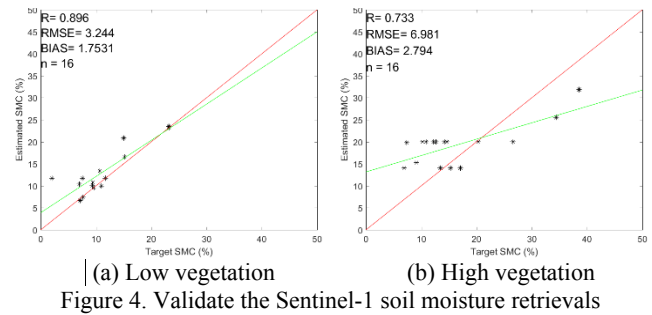 R= 0.896
RMSE= 3.244
BIAS= 1.7531
n = 16
50
45
40
35
30
25
20
15
10
5
0
Estimated SMC (%)
0 10 20 30 40 50
Target SMC (%)
R= 0.733
RMSE= 6.981
BIAS= 2.794
n = 16
50
45
40
35
30
25
20
15
10
5
0
Estimated SMC (%)
0 10 20 30 40 50
Target SMC (%)
(a) Low vegetation (b) High vegetation
Figure 4. Validate the Sentinel-1 soil moisture retrievals